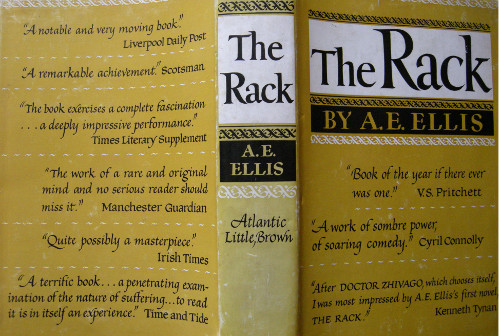 "A notable and very moving book."
Liverpool Daily Post
"A remarkable achievement." Scotsman
"The book exercises a complete fascination
. . . a deeply impressive performance."
Times Literary Supplement
"The work of a rare and original
mind and no serious reader should
miss it." Manchester Guardian
"Quite possibly a masterpiece."
Irish Times
"A terrific book . . . a penetrating exam-
ination of the nature of suffering...to read
it is in itself an experience." Time and Tide
The
Rack
A.E.
ELLIS
Atlantic
Little, Brown
The Rack
BY A.E. ELLIS
"Book of the year if there ever
was one." V.S. Pritchett
"A work of sombre power,
of soaring comedy." Cyril Connolly
"After DOCTOR ZHIVAGO, which chooses itself,
I was most impressed by A.E. Ellis's first novel,
THE RACK." Kenneth Tynan